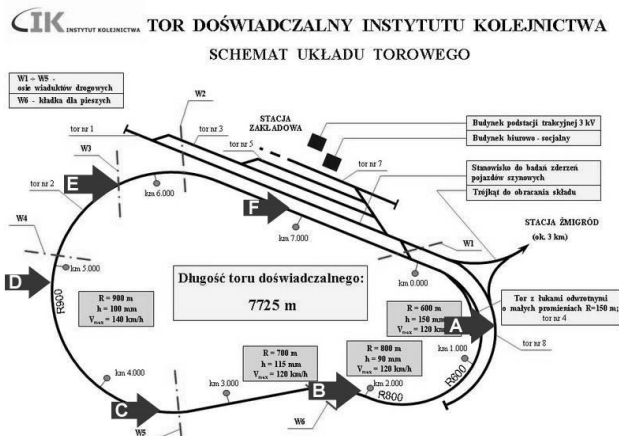 IK INSTYTUT KOLEJNICTWA
TOR DOŚWIADCZALNY INSTYTUTU KOLEJNICTWA
SCHEMAT UKŁADU TOROWEGO
W1 ÷ W5 -
osie wiaduktów drogowych
W6 - kładka dla pieszych
W2
STACJA
ZAKŁADOWA
Budynek podstacji trakcyjnej 3 kV
Budynek biurowo - socjalny
tor nr 1
tor nr 3
tor nr 5
tor nr 7
W3
Stanowisko do badań zderzeń
pojazdów szynowych
Trójkąt do obracania składu
E
tor nr 2
km 6.000
F
km 7.000
W1
STACJA ŻMIGRÓD
(ok. 3 km)
W4
km 5.000
km 0.000
D
R900
Długość toru doświadczalnego:
7725 m
R = 900 m
h = 100 mm
Vmax = 140 km/h
R = 600 m
h = 150 mm
Vmax = 120 km/h
A
Tor z łukami odwrotnymi
o małych promieniach R=150 m;
tor nr 4
tor nr 8
km 1.000
R = 700 m
h = 115 mm
Vmax = 120 km/h
R = 800 m
h = 90 mm
Vmax = 120 km/h
R600
km 4.000
km 3.000
B
km 2.000
R800
C
W5
W6